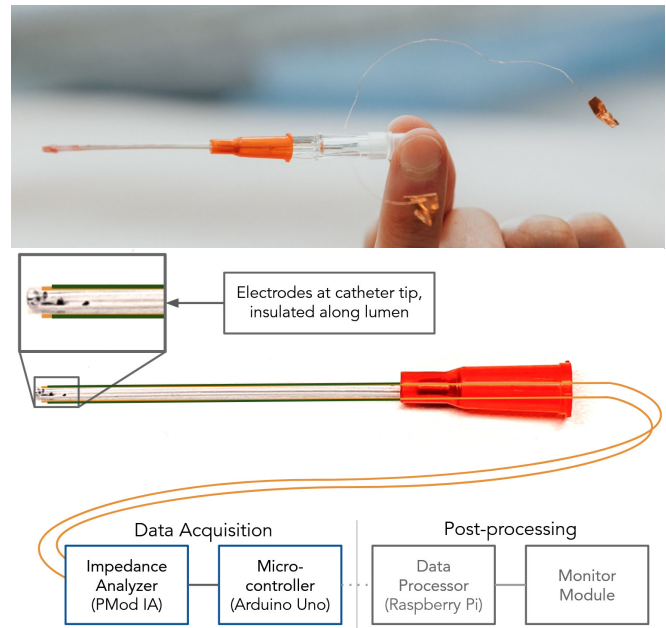 Electrodes at catheter tip,
insulated along lumen
Data Acquisition
Post-processing
Impedance
Analyzer
(PMod IA)
Micro-
controller
(Arduino Uno)
Data
Processor
(Raspberry Pi)
Monitor
Module